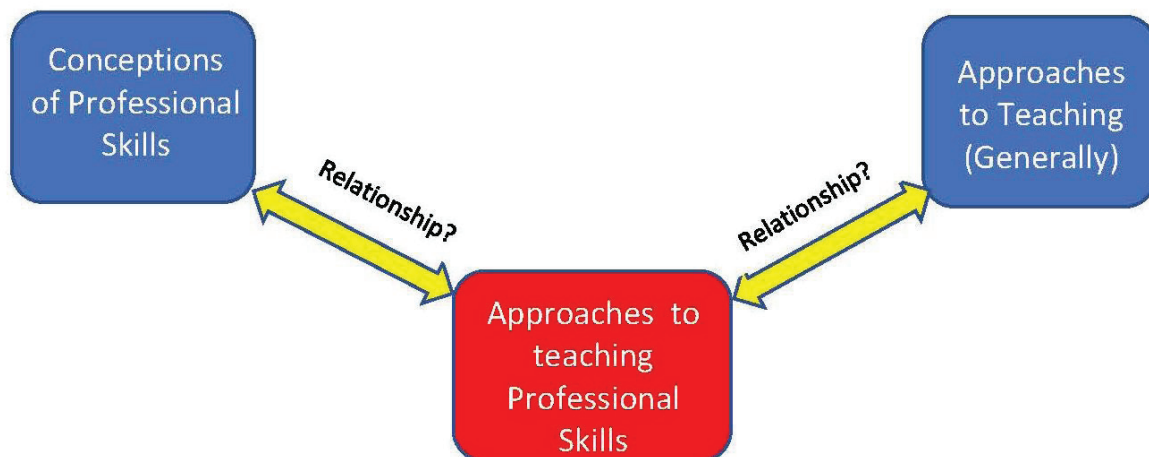 Conceptions
of Professional
Skills
Relationship?
Approaches to
teaching
Professional
Skills
Relationship?
Approaches
to Teaching
(Generally)